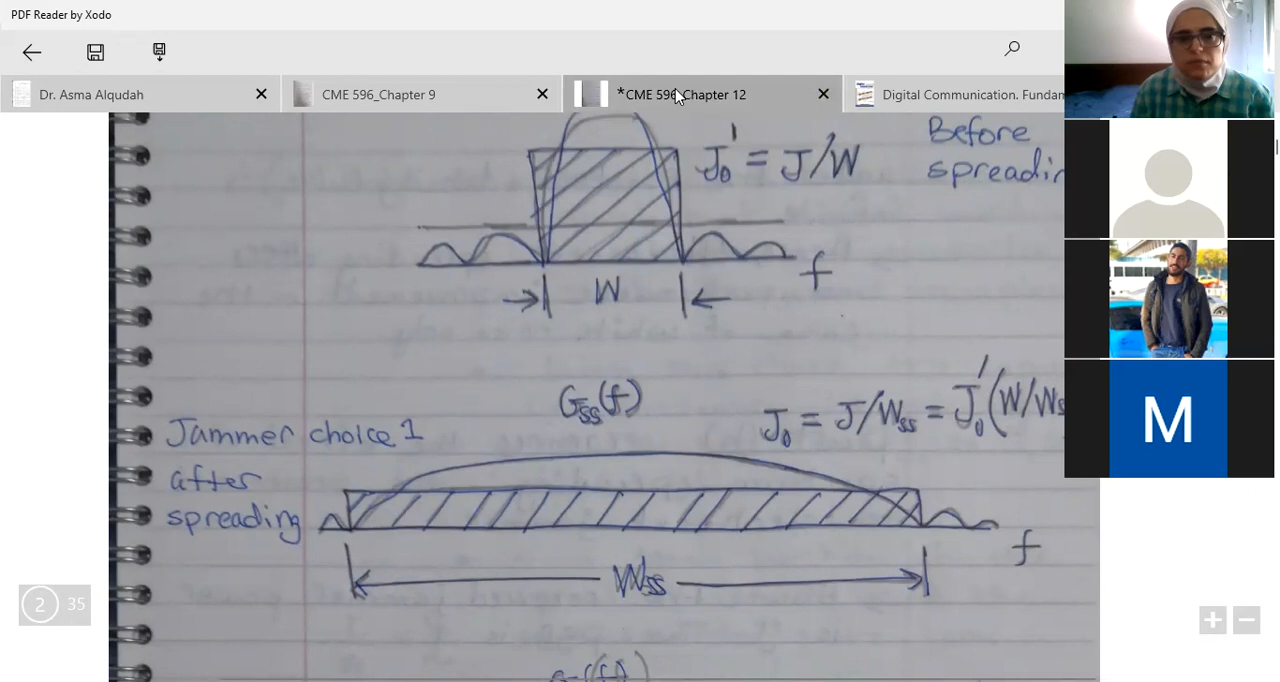 PDF Reader by Xodo
Dr. Asma Alqudah
CME 596_Chapter 9
*CME 596_Chapter 12
Digital Communication. Fundam
J₀' = J/W
Before
spreadin
f
W
Gss(f)
J₀ = J/Wss = J₀'(W/Ws
Jammer choice 1
after
spreading
f
Wss
2 35
M